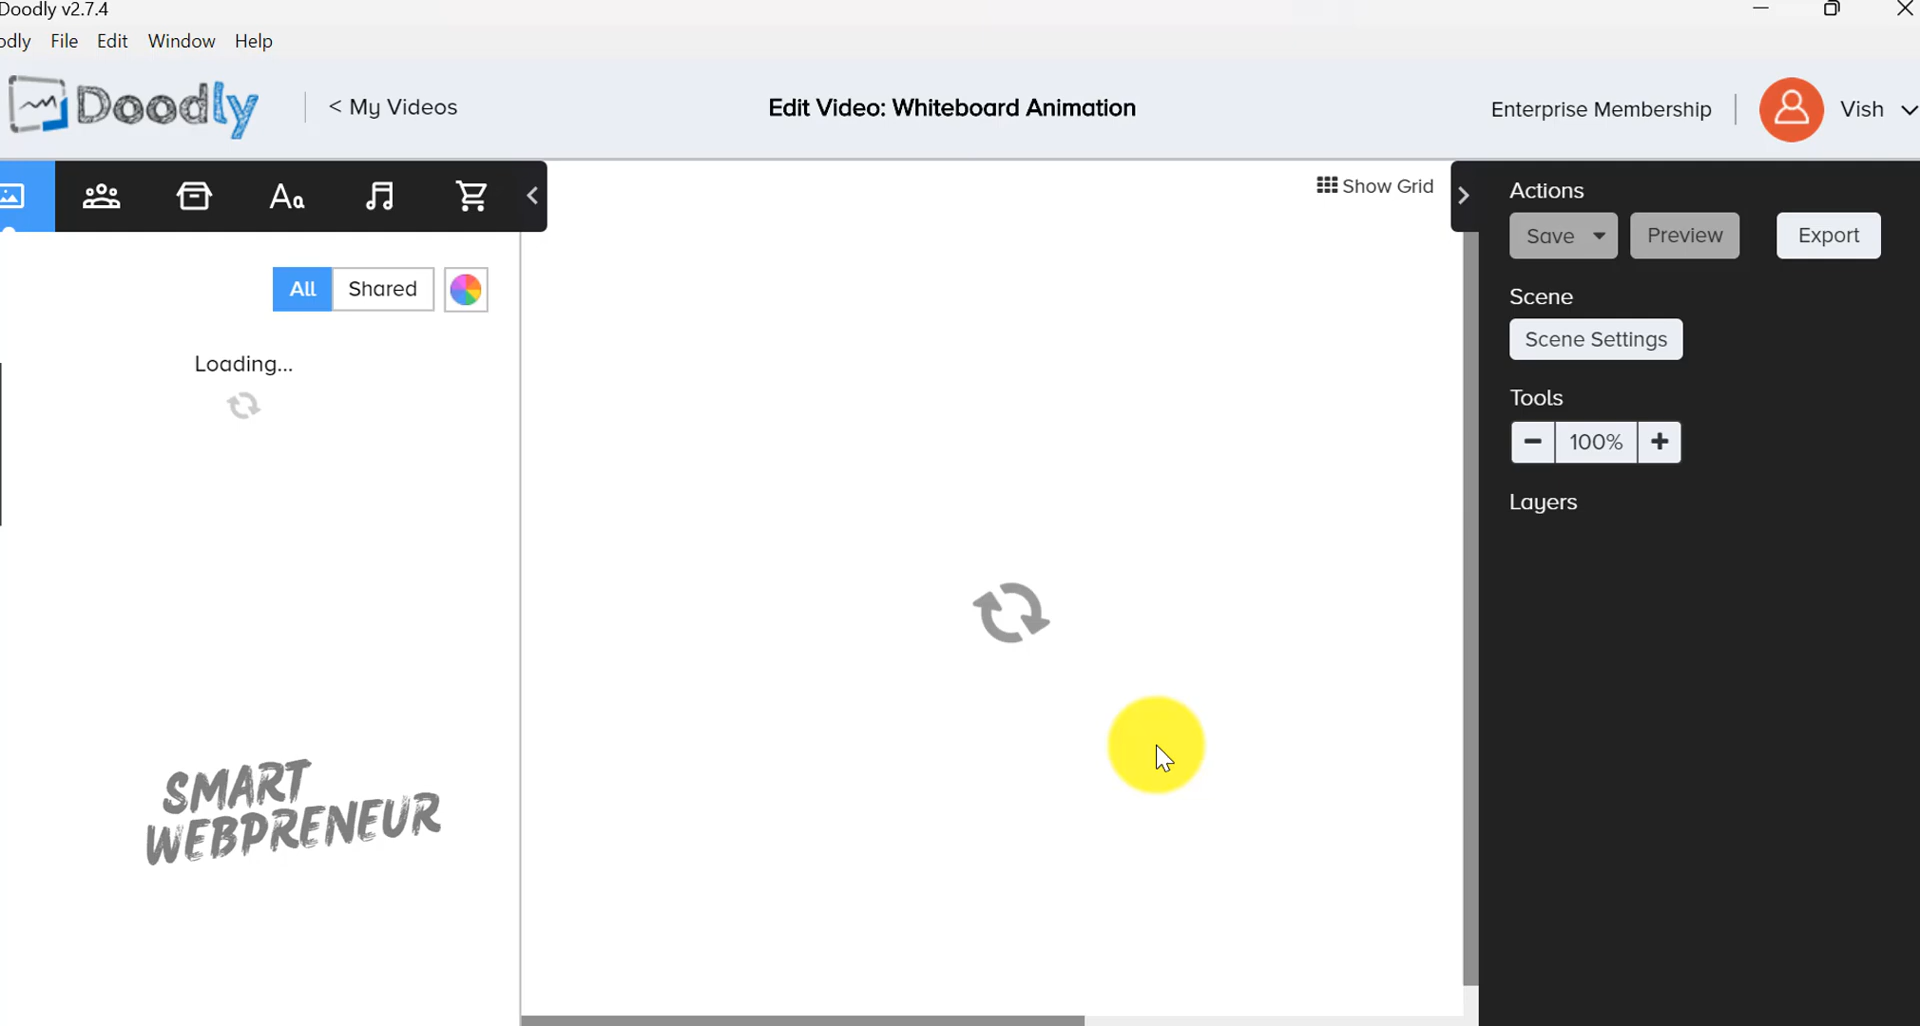 Doodly v2.7.4
odly File Edit Window Help
Doodly
< My Videos
Edit Video: Whiteboard Animation
Enterprise Membership
Vish
Aa
Show Grid
Actions
Save
Preview
Export
All
Shared
Scene
Scene Settings
Loading...
Tools
100%
Layers
SMART
WEBPRENEUR